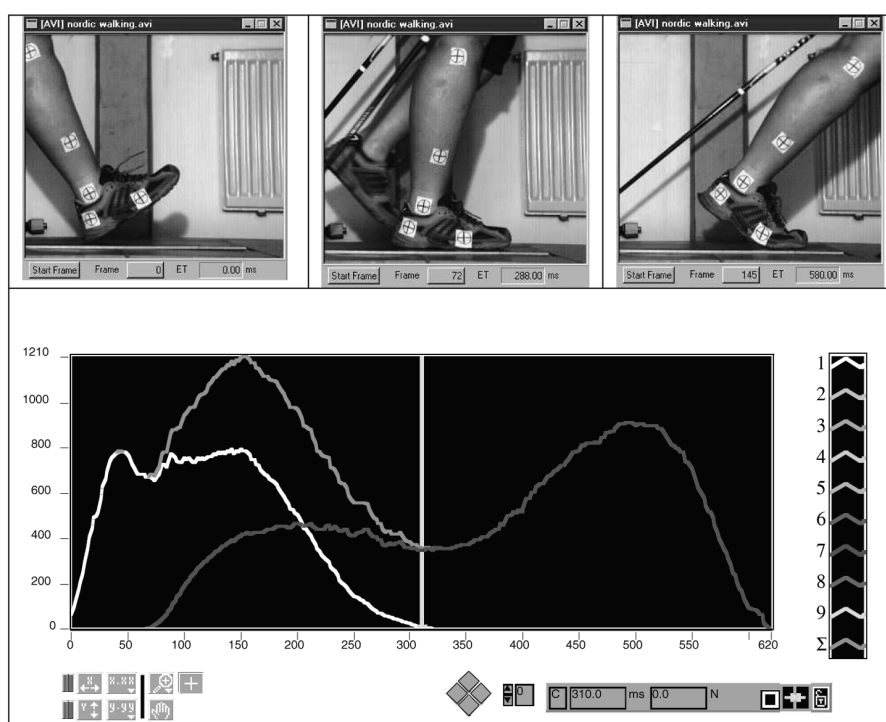 [AVI] nordic walking.avi
[AVI] nordic walking.avi
[AVI] nordic walking.avi
Start Frame Frame 0 ET 0.00 ms
Start Frame Frame 72 ET 288.00 ms
Start Frame Frame 145 ET 580.00 ms
1210
1000
800
600
400
200
0
0 50 100 150 200 250 300 350 400 450 500 550 620
1
2
3
4
5
6
7
8
9
Σ
X X.XX
Y Y.YY
0 C 310.0 ms 0.0 N